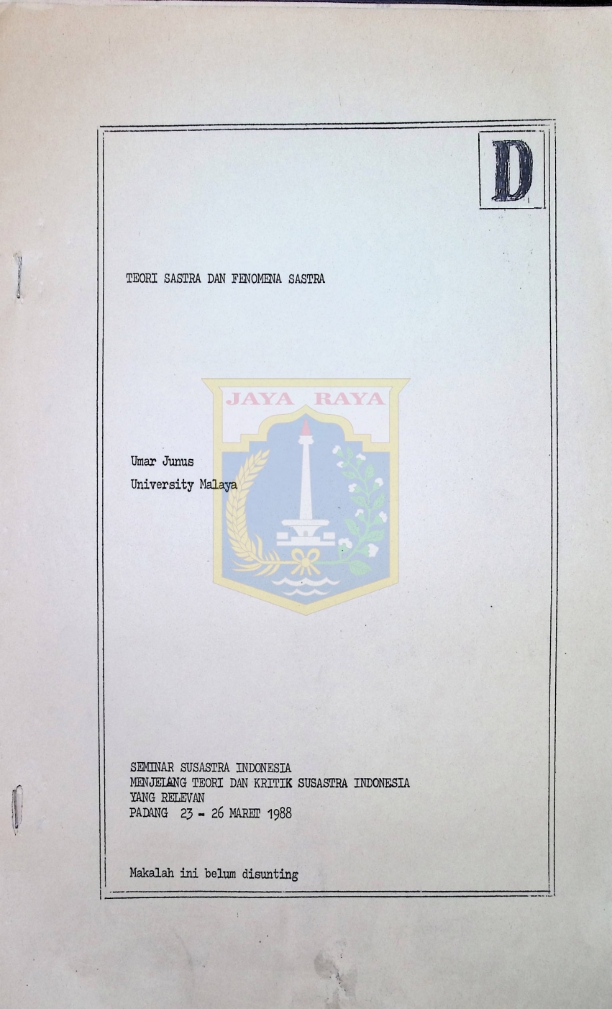 D
TEORI SASTRA DAN FENOMENA SASTRA
JAYA RAYA
Umar Junus
University Malaya
SEMINAR SUSASTRA INDONESIA
MENJELANG TEORI DAN KRITIK SUSASTRA INDONESIA
YANG RELEVAN
PADANG 23 - 26 MARET 1988
Makalah ini belum disunting